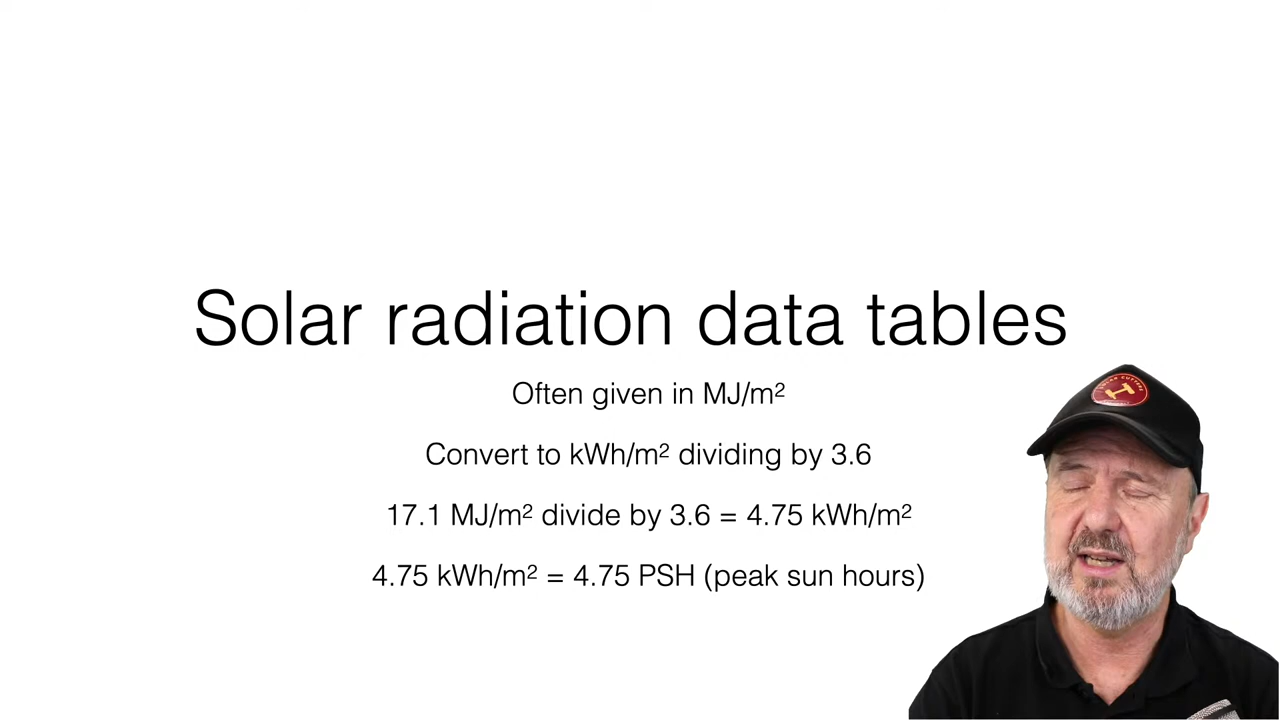 Solar radiation data tables
Often given in MJ/m²
Convert to kWh/m² dividing by 3.6
17.1 MJ/m² divide by 3.6 = 4.75 kWh/m²
4.75 kWh/m² = 4.75 PSH (peak sun hours)